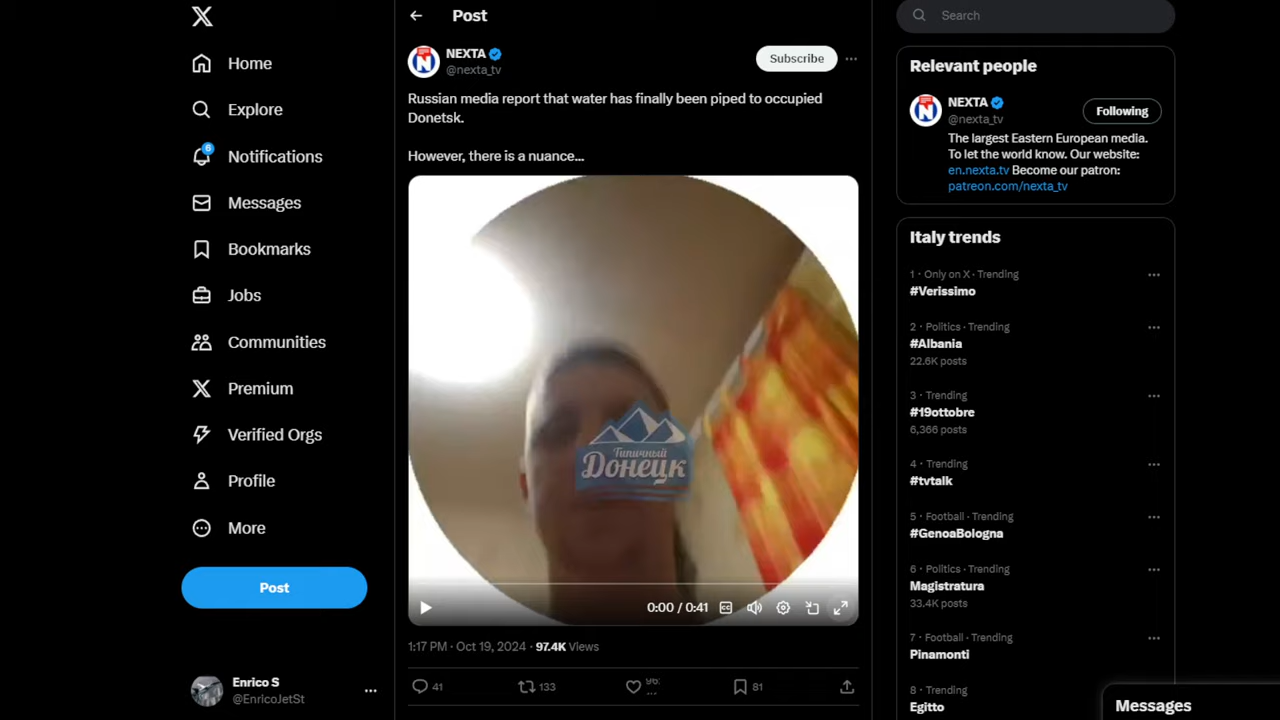 Post
Search
Home
Explore
6
Notifications
Messages
Bookmarks
Jobs
Communities
Premium
Verified Orgs
Profile
More
Post
Enrico S
@EnricoJetSt
NEXTA
@nexta_tv
Subscribe
Russian media report that water has finally been piped to occupied
Donetsk.
However, there is a nuance...
Типичный
Донецк
0:00 / 0:41
1:17 PM · Oct 19, 2024 · 97.4K Views
41
133
81
Relevant people
NEXTA
@nexta_tv
Following
The largest Eastern European media.
To let the world know. Our website:
en.nexta.tv Become our patron:
patreon.com/nexta_tv
Italy trends
1 · Only on X · Trending
#Verissimo
2 · Politics · Trending
#Albania
22.6K posts
3 · Trending
#19ottobre
6,366 posts
4 · Trending
#tvtalk
5 · Football · Trending
#GenoaBologna
6 · Politics · Trending
Magistratura
33.4K posts
7 · Football · Trending
Pinamonti
8 · Trending
Egitto
Messages